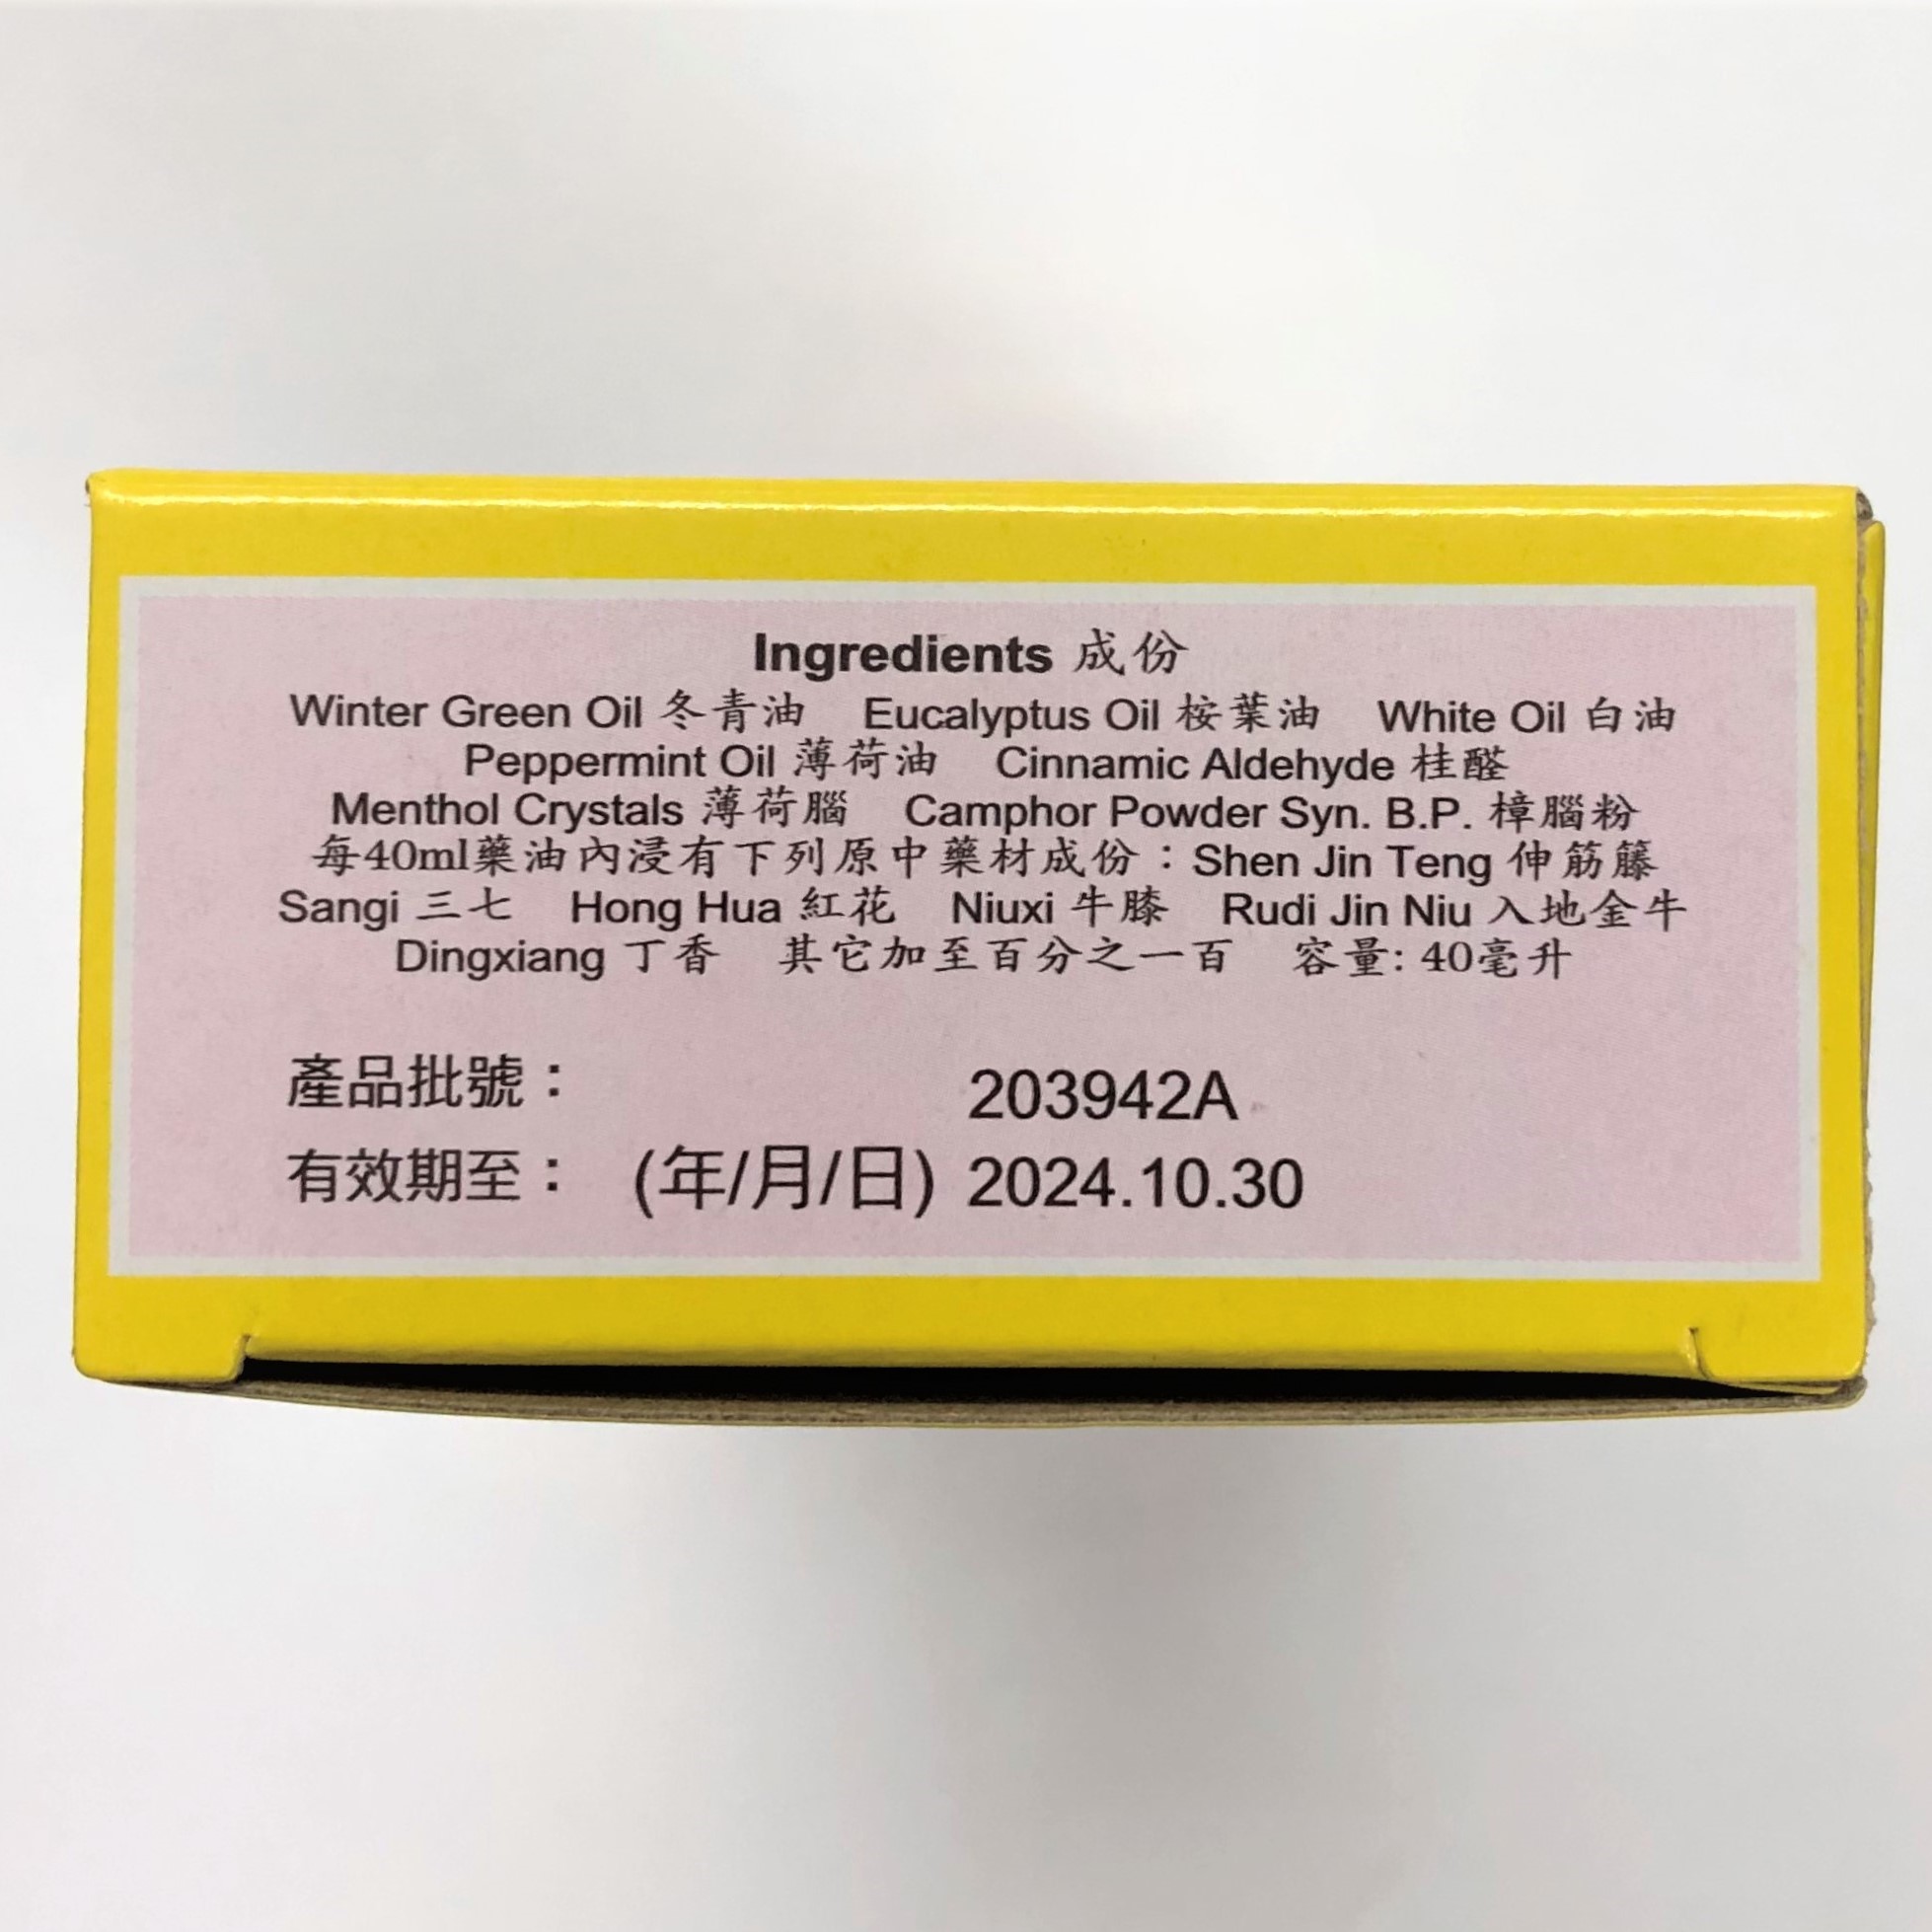 Ingredients 成份
Winter Green Oil 冬青油 Eucalyptus Oil 桉葉油 White Oil 白油
Peppermint Oil 薄荷油 Cinnamic Aldehyde 桂醛
Menthol Crystals 薄荷腦 Camphor Powder Syn. B.P. 樟腦粉
每40ml藥油內浸有下列原中藥材成份：Shen Jin Teng 伸筋籐
Sangi 三七 Hong Hua 紅花 Niuxi 牛膝 Rudi Jin Niu 入地金牛
Dingxiang 丁香 其它加至百分之一百 容量: 40毫升
產品批號： 203942A
有效期至： (年/月/日) 2024.10.30